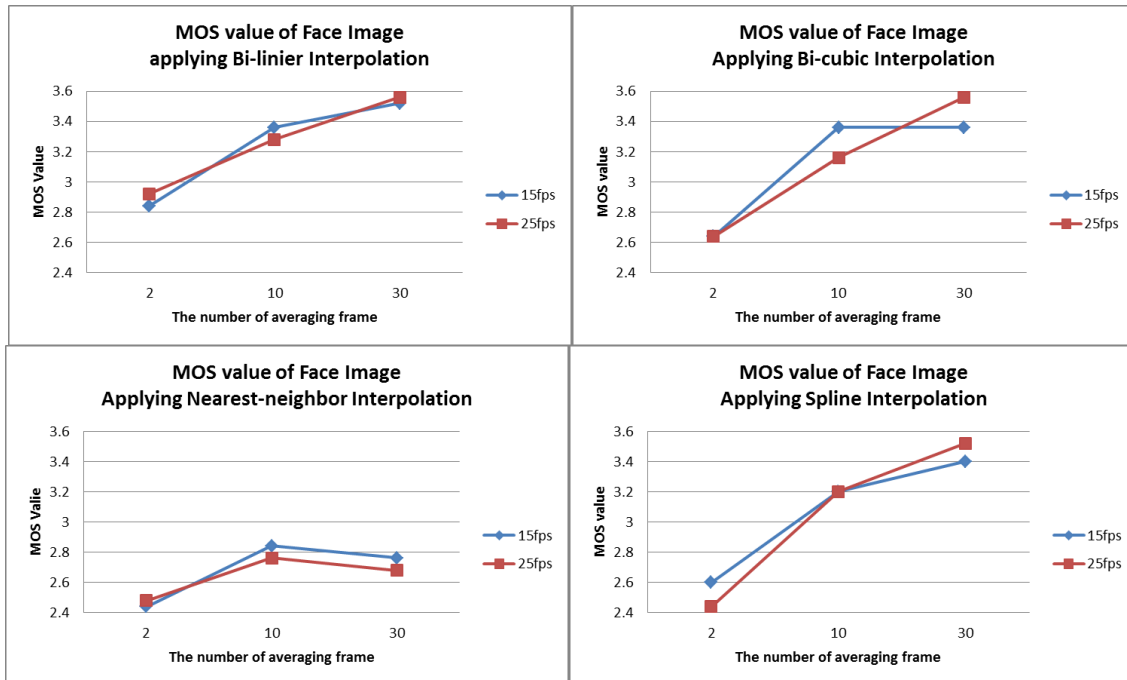 MOS value of Face Image
applying Bi-linier Interpolation
3.6
3.4
3.2
3
2.8
2.6
2.4
MOS Value
2
10
30
The number of averaging frame
15fps
25fps
MOS value of Face Image
Applying Bi-cubic Interpolation
3.6
3.4
3.2
3
2.8
2.6
2.4
MOS value
2
10
30
The number of averaging frame
15fps
25fps
MOS value of Face Image
Applying Nearest-neighbor Interpolation
3.6
3.4
3.2
3
2.8
2.6
2.4
MOS Valie
2
10
30
The number of averaging frame
15fps
25fps
MOS value of Face Image
Applying Spline Interpolation
3.6
3.4
3.2
3
2.8
2.6
2.4
MOS value
2
10
30
The number of averaging frame
15fps
25fps